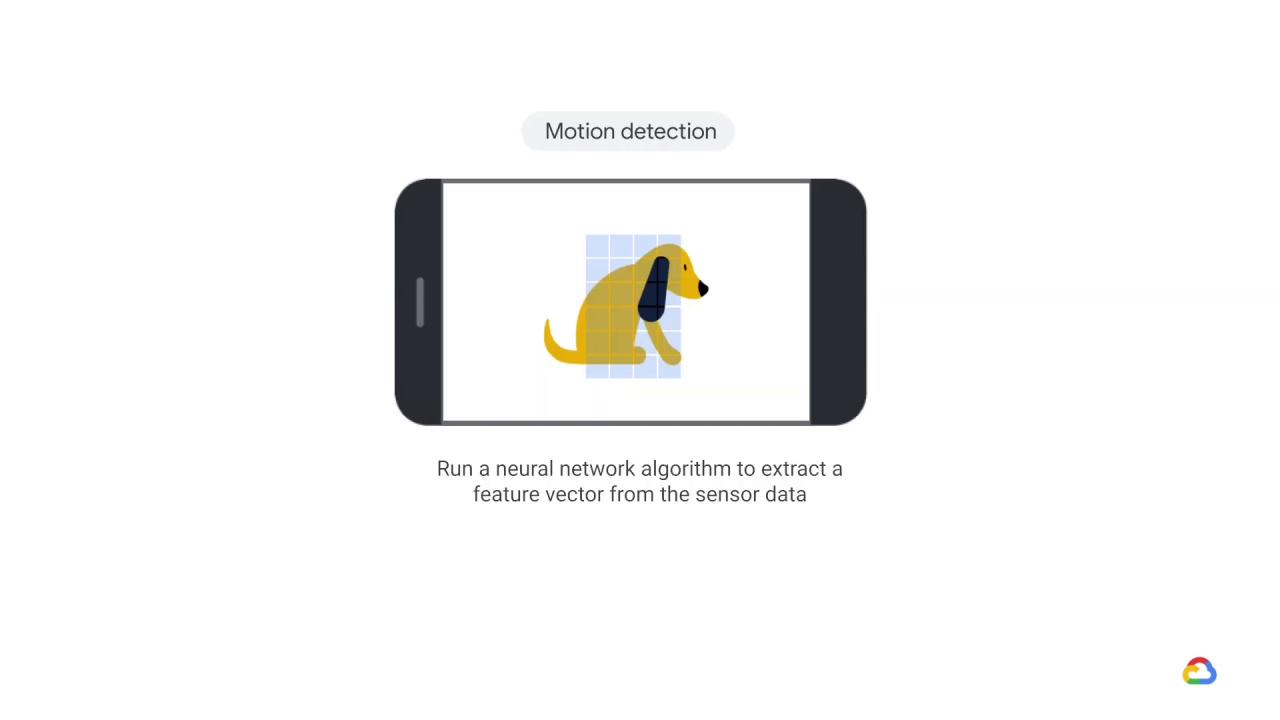 Motion detection
Run a neural network algorithm to extract a
feature vector from the sensor data